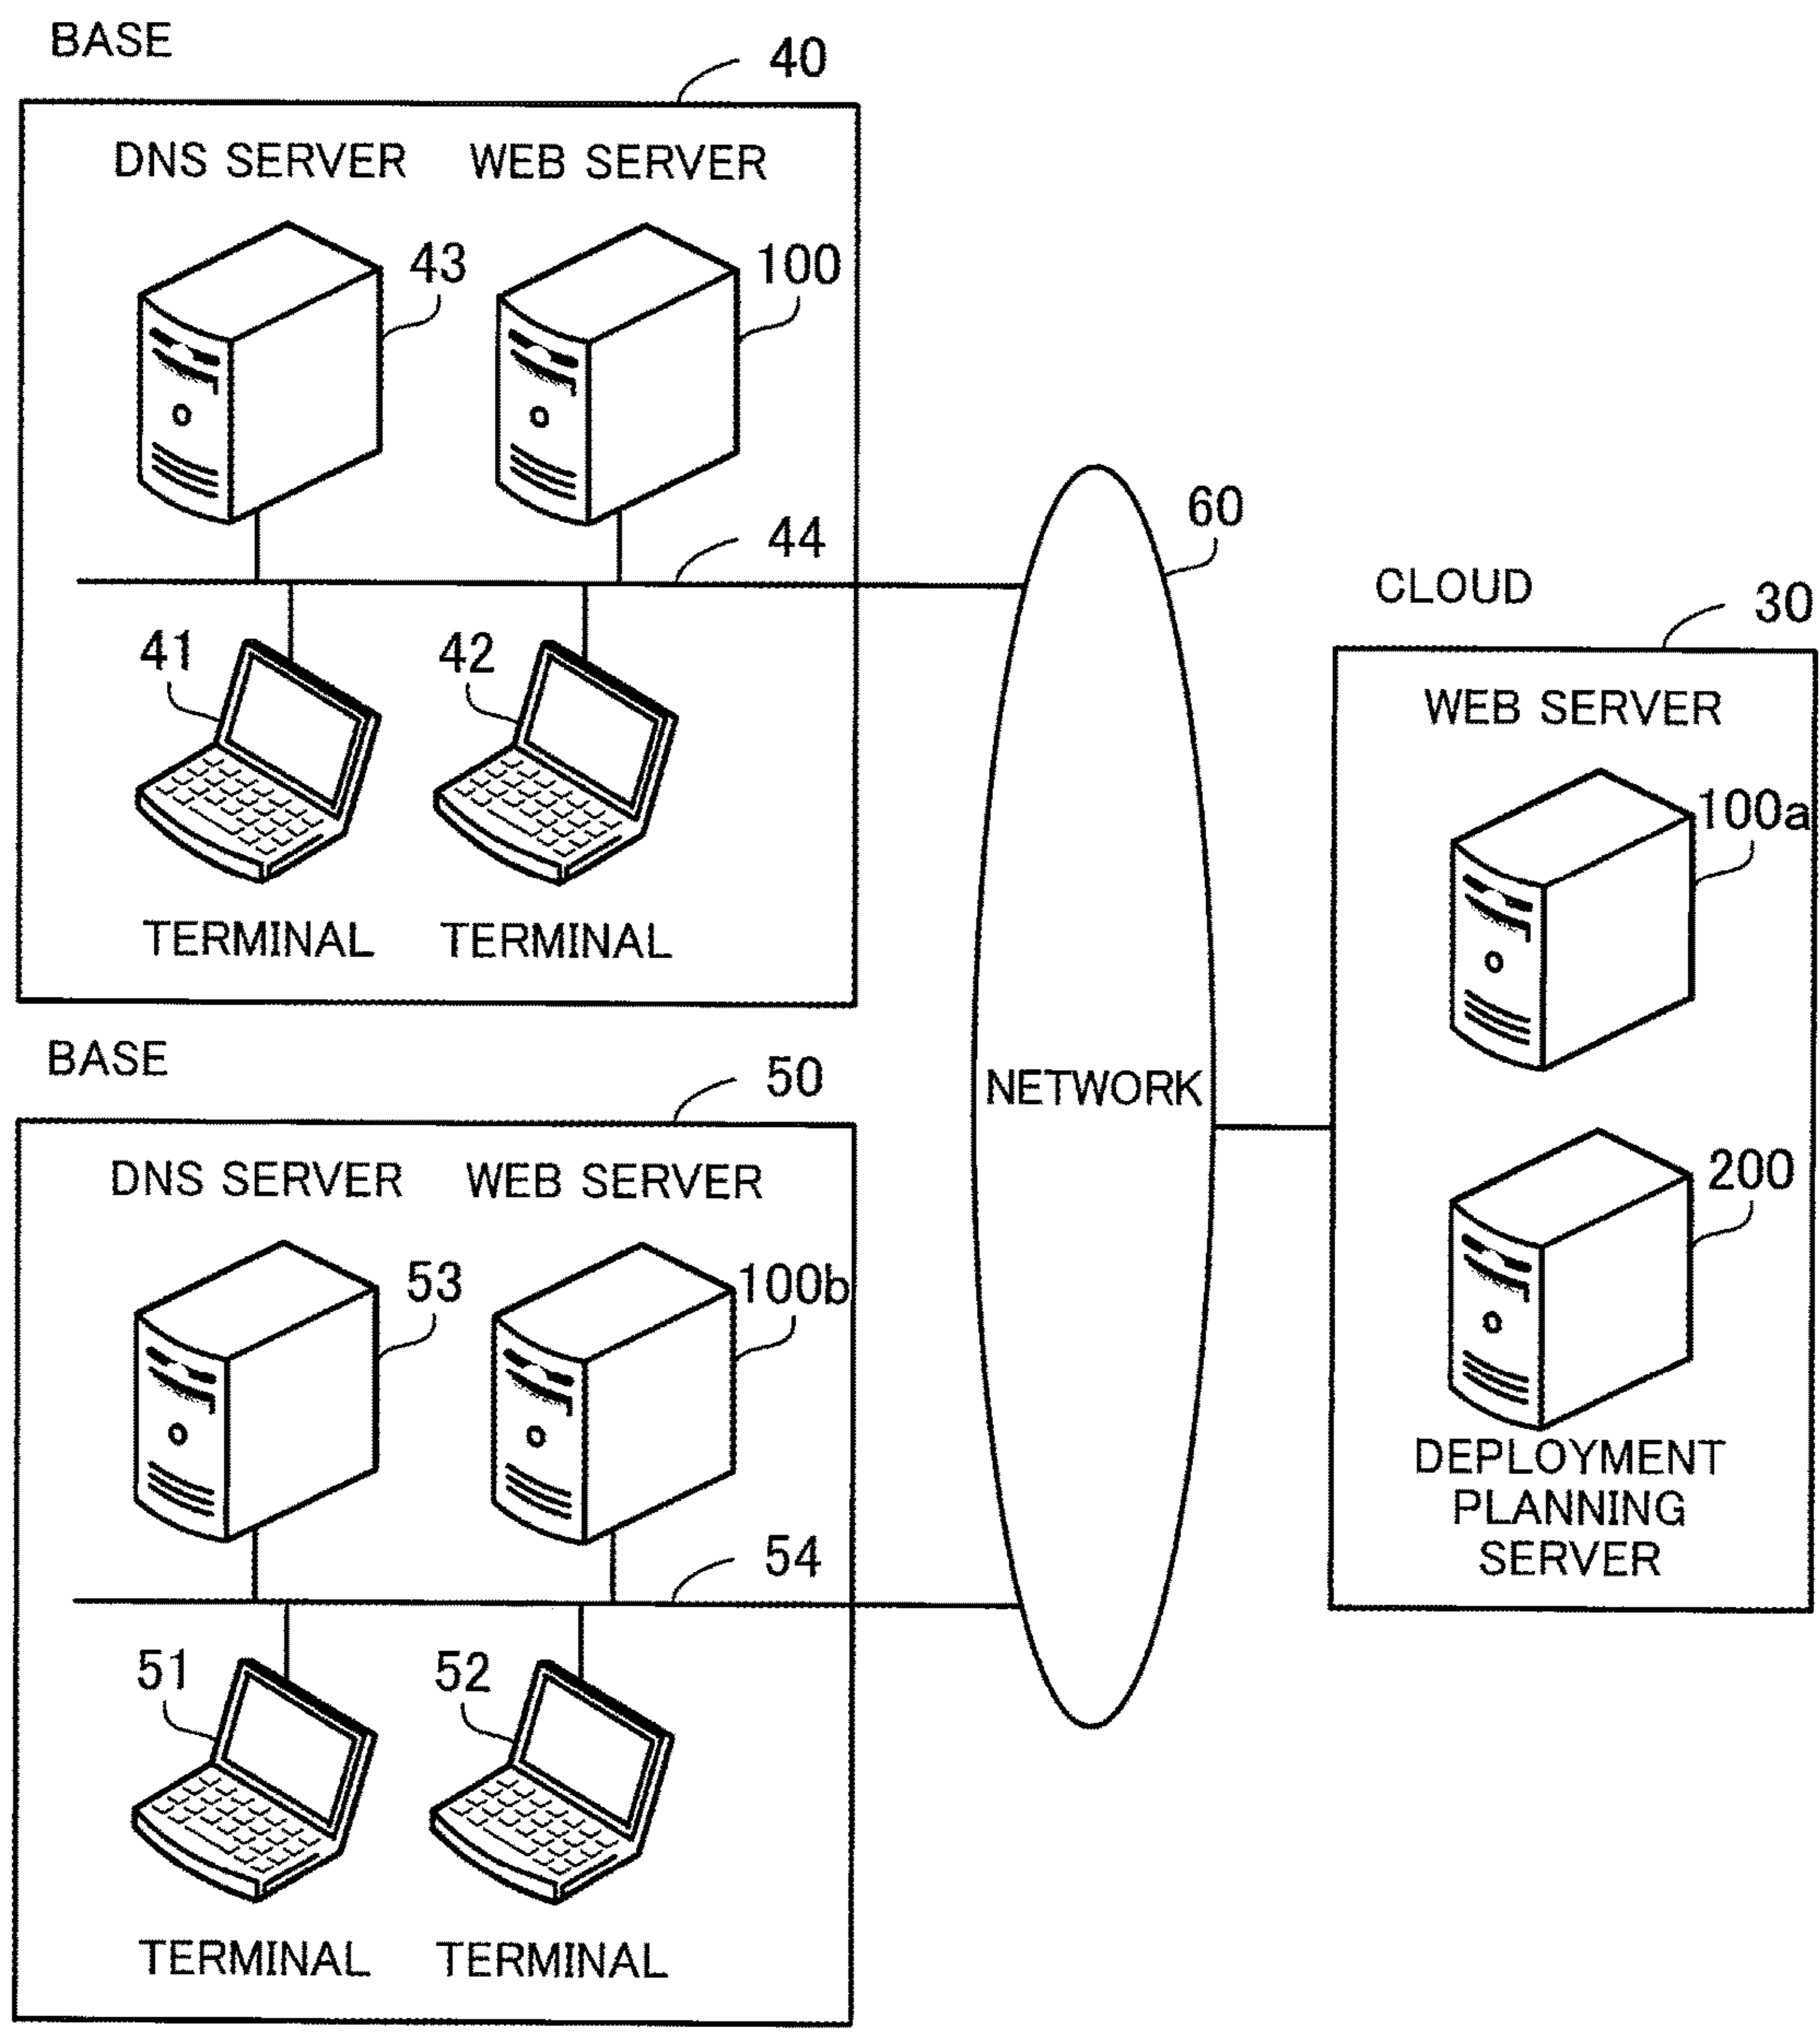 BASE
40
DNS SERVER WEB SERVER
43 100
44
41 42
TERMINAL TERMINAL
BASE
50
DNS SERVER WEB SERVER
53 100b
54
51 52
TERMINAL TERMINAL
60
NETWORK
CLOUD
30
WEB SERVER
100a
200
DEPLOYMENT
PLANNING
SERVER